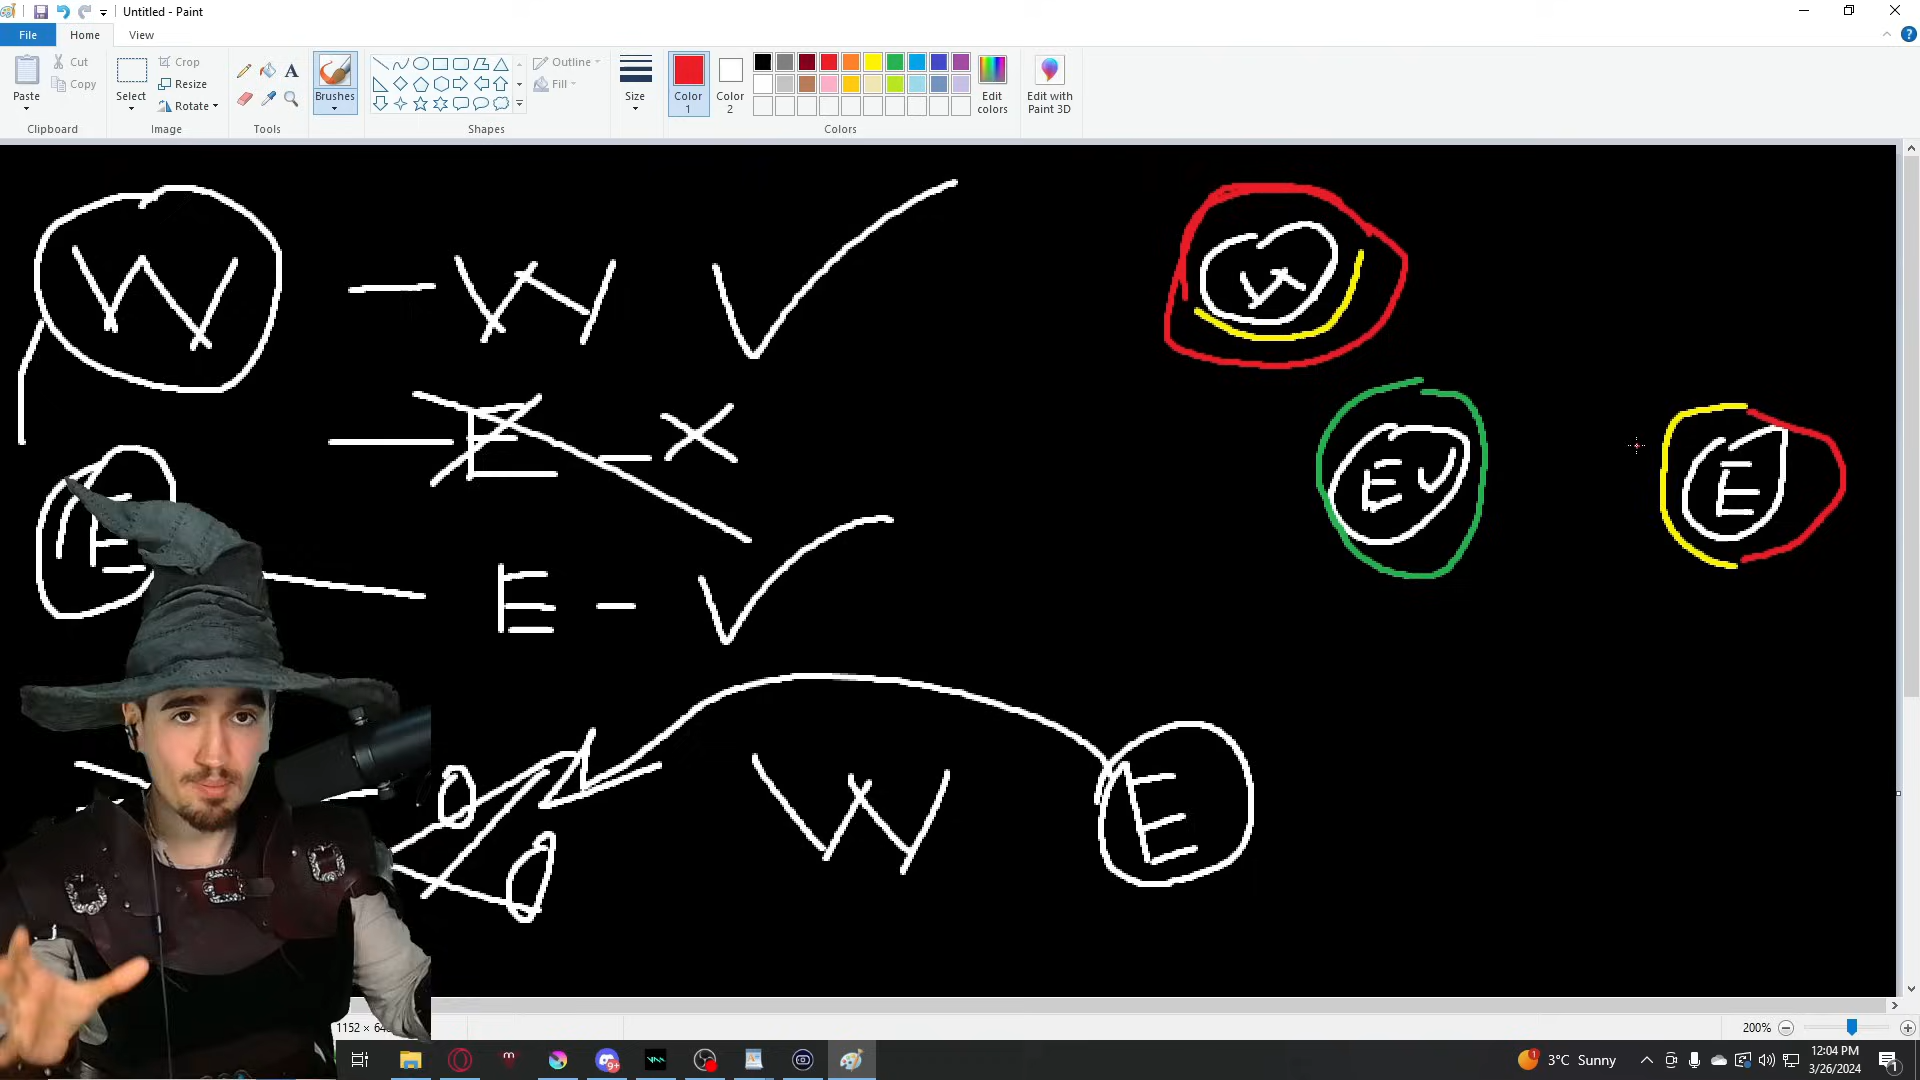 Untitled - Paint
File Home View
Paste
Cut
Copy
Clipboard
Select
Crop
Resize
Rotate
Image
Tools
Brushes
Shapes
Outline
Fill
Size
Color 1
Color 2
Edit colors
Colors
Edit with Paint 3D
W - W
E - X
E
E -
W E
E
E
200%
9+
3°C Sunny
12:04 PM
3/26/2024
1